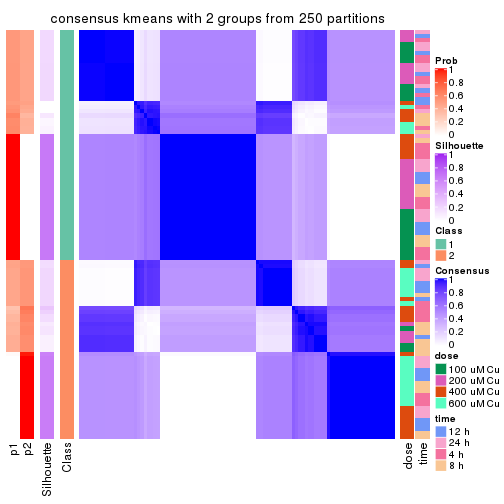 consensus kmeans with 2 groups from 250 partitions
Prob
1
0.8
0.6
0.4
0.2
0
Silhouette
1
0.8
0.6
0.4
0.2
0
Class
1
2
Consensus
1
0.8
0.6
0.4
0.2
0
dose
100 uM Cu
200 uM Cu
400 uM Cu
600 uM Cu
time
12 h
24 h
4 h
8 h
p1
p2
Silhouette
Class
dose
time